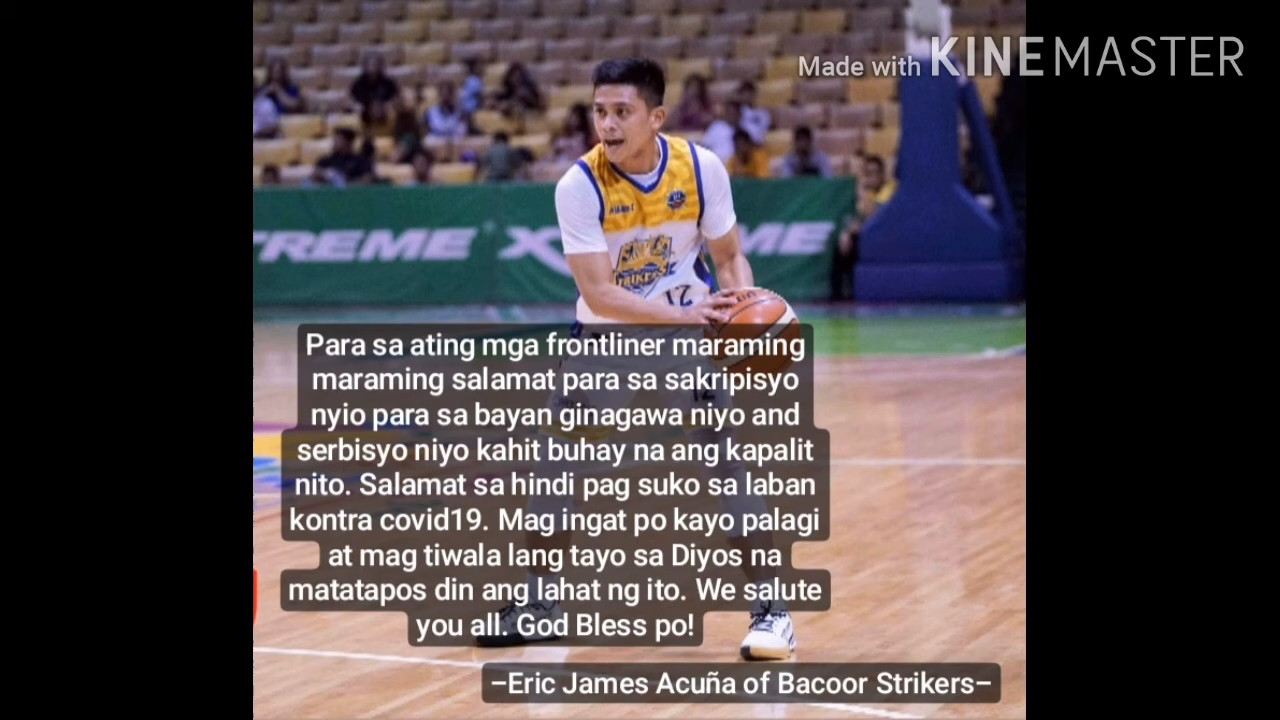 Made with KINEMASTER
TREME
STRIKERS
12
Para sa ating mga frontliner maraming
maraming salamat para sa sakripisyo
nyio para sa bayan ginagawa niyo and
serbisyo niyo kahit buhay na ang kapalit
nito. Salamat sa hindi pag suko sa laban
kontra covid19. Mag ingat po kayo palagi
at mag tiwala lang tayo sa Diyos na
matatapos din ang lahat ng ito. We salute
you all. God Bless po!
–Eric James Acuña of Bacoor Strikers–